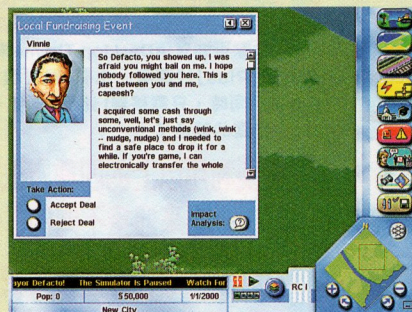 Local Fundraising Event
Vinnie
So Defacto, you showed up. I was
afraid you might bail on me. I hope
nobody followed you here. This is
just between you and me,
capeesh?
I acquired some cash through
some, well, let's just say
unconventional methods (wink, wink
-- nudge, nudge) and I needed to
find a safe place to drop it for a
while. If you're game, I can
electronically transfer the whole
Take Action:
Accept Deal
Reject Deal
Impact
Analysis:
ayor Defacto! The Simulator Is Paused Watch For
Pop: 0 $50,000 1/1/2000
New City
RCI